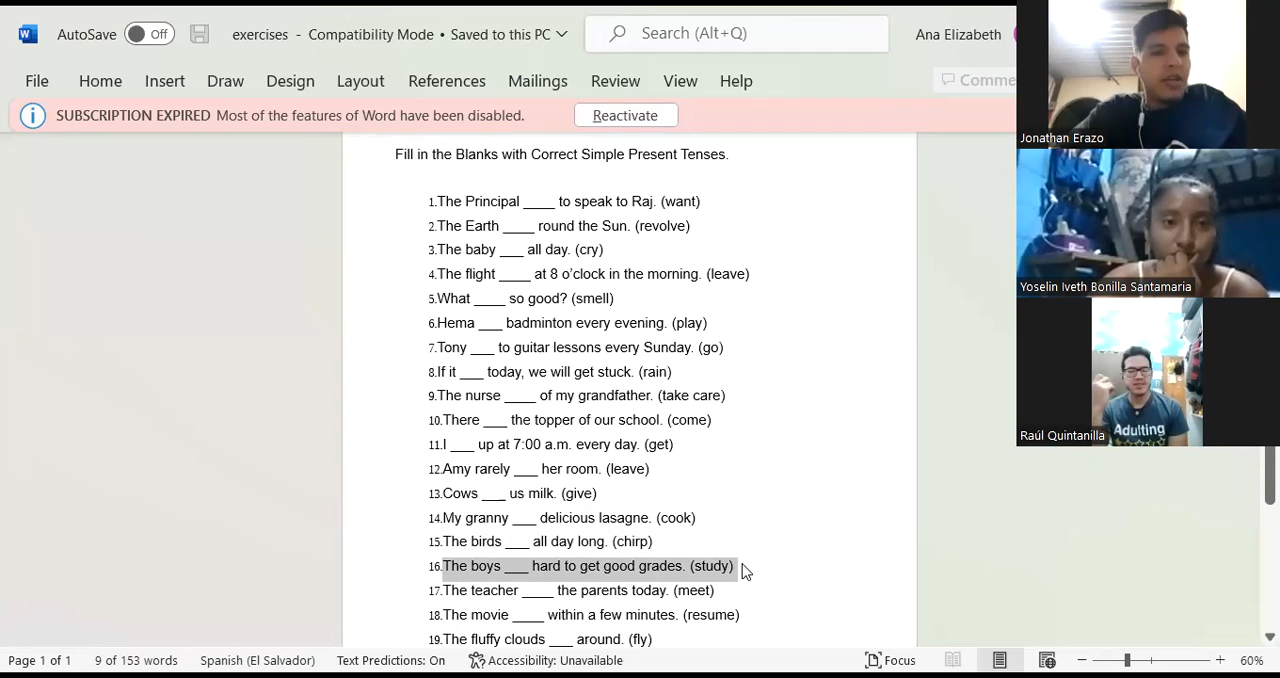 AutoSave Off exercises - Compatibility Mode • Saved to this PC Search (Alt+Q) Ana Elizabeth
File Home Insert Draw Design Layout References Mailings Review View Help Comme
SUBSCRIPTION EXPIRED Most of the features of Word have been disabled. Reactivate
Fill in the Blanks with Correct Simple Present Tenses.
1.The Principal ____ to speak to Raj. (want)
2.The Earth ____ round the Sun. (revolve)
3.The baby ___ all day. (cry)
4.The flight ____ at 8 o’clock in the morning. (leave)
5.What ____ so good? (smell)
6.Hema ___ badminton every evening. (play)
7.Tony ___ to guitar lessons every Sunday. (go)
8.If it ___ today, we will get stuck. (rain)
9.The nurse ____ of my grandfather. (take care)
10.There ___ the topper of our school. (come)
11.I ___ up at 7:00 a.m. every day. (get)
12.Amy rarely ___ her room. (leave)
13.Cows ___ us milk. (give)
14.My granny ___ delicious lasagne. (cook)
15.The birds ___ all day long. (chirp)
16.The boys ___ hard to get good grades. (study)
17.The teacher ____ the parents today. (meet)
18.The movie ____ within a few minutes. (resume)
19.The fluffy clouds ___ around. (fly)
Page 1 of 1 9 of 153 words Spanish (El Salvador) Text Predictions: On Accessibility: Unavailable Focus 60%
Jonathan Erazo
Yoselin Iveth Bonilla Santamaria
Adulting
Raúl Quintanilla